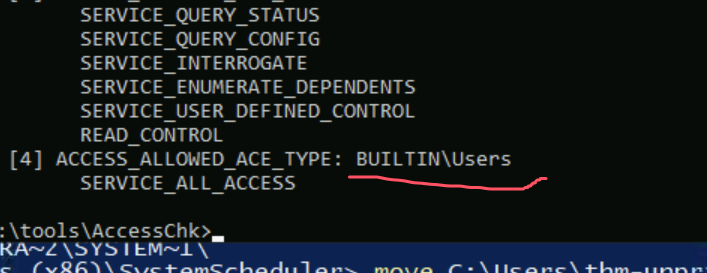 SERVICE_QUERY_STATUS
SERVICE_QUERY_CONFIG
SERVICE_INTERROGATE
SERVICE_ENUMERATE_DEPENDENTS
SERVICE_USER_DEFINED_CONTROL
READ_CONTROL
[4] ACCESS_ALLOWED_ACE_TYPE: BUILTIN\Users
SERVICE_ALL_ACCESS
:\tools\AccessChk>
RA~2\SYSTEM~1\
s (x86)\SystemScheduler> move C:\Users\thm-unpr